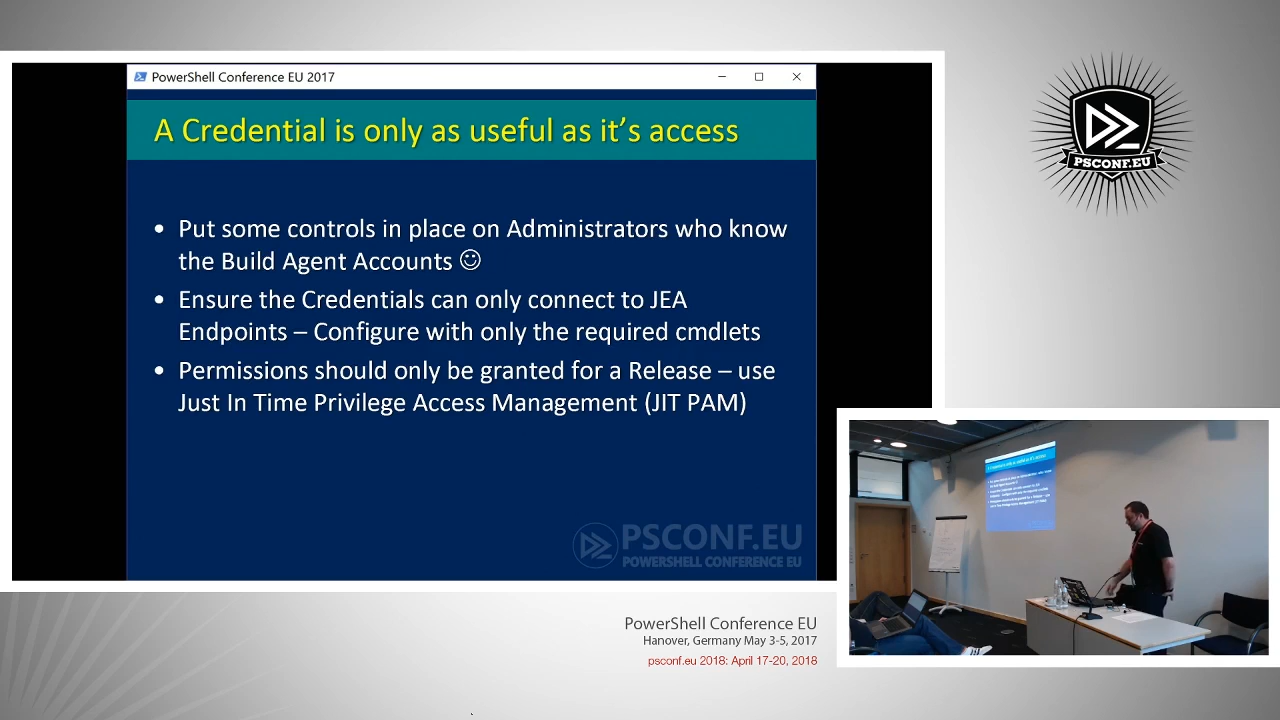 PowerShell Conference EU 2017
A Credential is only as useful as it's access
• Put some controls in place on Administrators who know
the Build Agent Accounts ☺
• Ensure the Credentials can only connect to JEA
Endpoints – Configure with only the required cmdlets
• Permissions should only be granted for a Release – use
Just In Time Privilege Access Management (JIT PAM)
PSCONF.EU
POWERSHELL CONFERENCE EU
PSCONF.EU
PowerShell Conference EU
Hanover, Germany May 3-5, 2017
psconf.eu 2018: April 17-20, 2018